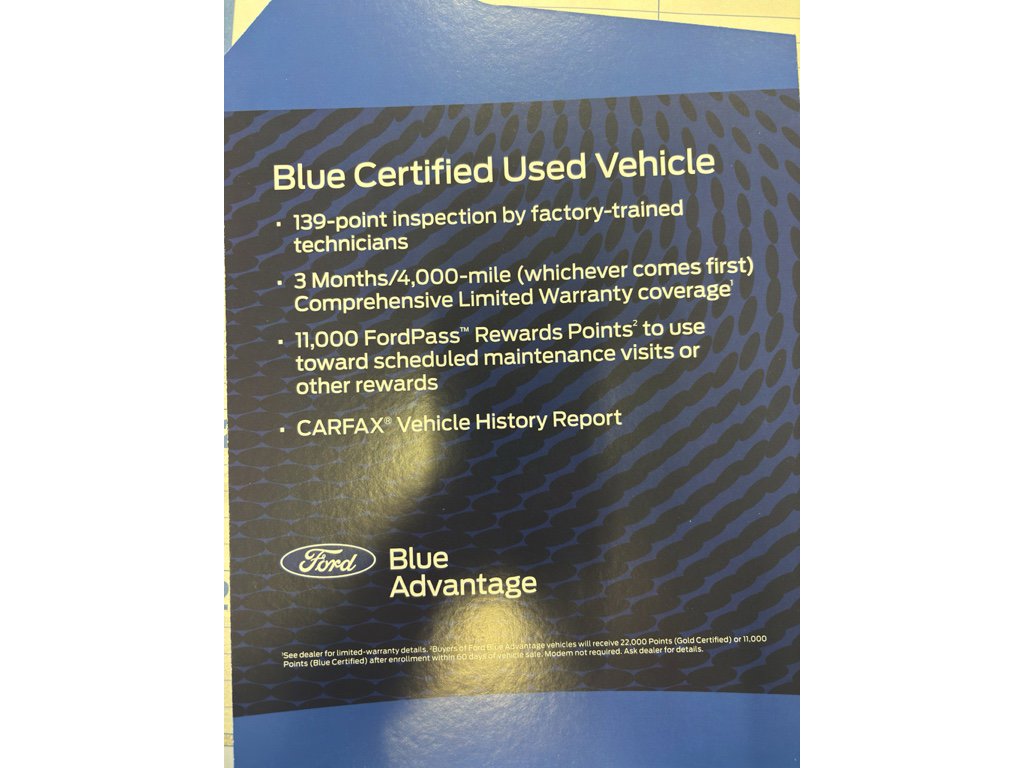 Blue Certified Used Vehicle
· 139-point inspection by factory-trained
technicians
· 3 Months/4,000-mile (whichever comes first)
Comprehensive Limited Warranty coverage¹
· 11,000 FordPass™ Rewards Points² to use
toward scheduled maintenance visits or
other rewards
· CARFAX® Vehicle History Report
Ford
Blue
Advantage
¹See dealer for limited-warranty details. ²Buyers of Ford Blue Advantage vehicles will receive 22,000 Points (Gold Certified) or 11,000
Points (Blue Certified) after enrollment within 60 days of vehicle sale. Modem not required. Ask dealer for details.